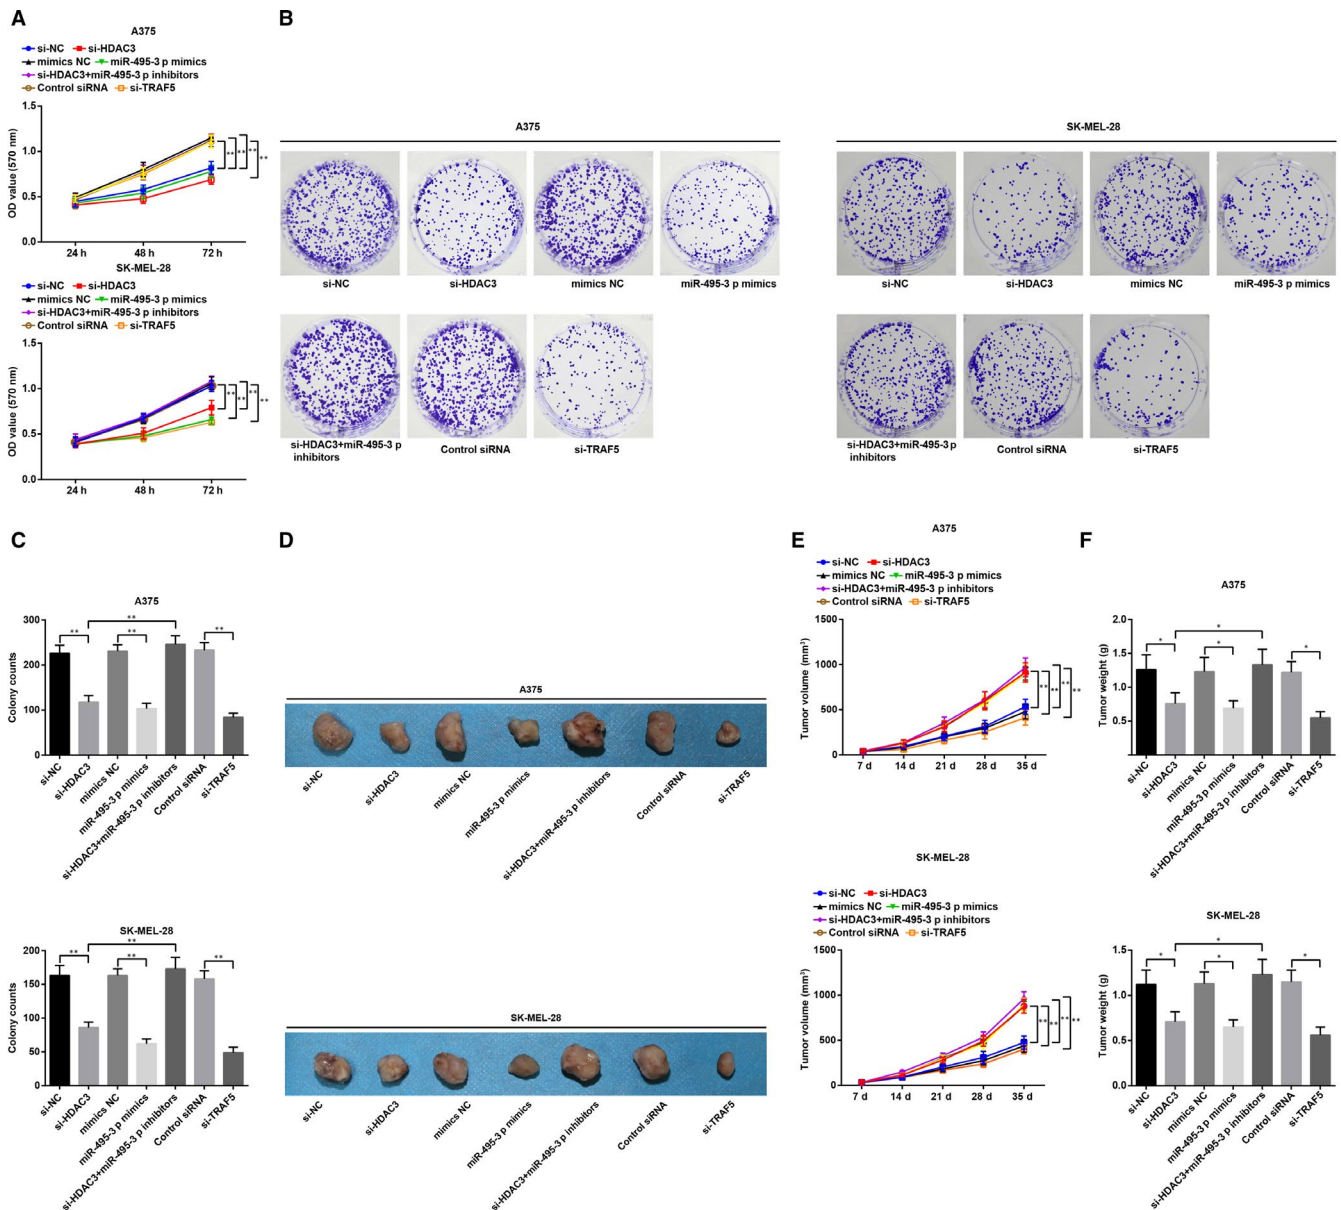 A
A375
si-NC si-HDAC3
mimics NC miR-495-3 p mimics
si-HDAC3+miR-495-3 p inhibitors
Control siRNA si-TRAF5
OD value (570 nm)
1.5
1.0
0.5
0.0
**
**
**
**
24 h 48 h 72 h
SK-MEL-28
si-NC si-HDAC3
mimics NC miR-495-3 p mimics
si-HDAC3+miR-495-3 p inhibitors
Control siRNA si-TRAF5
OD value (570 nm)
1.5
1.0
0.5
0.0
**
**
**
**
24 h 48 h 72 h
B
A375
si-NC si-HDAC3 mimics NC miR-495-3 p mimics
si-HDAC3+miR-495-3 p
inhibitors
Control siRNA si-TRAF5
SK-MEL-28
si-NC si-HDAC3 mimics NC miR-495-3 p mimics
si-HDAC3+miR-495-3 p
inhibitors
Control siRNA si-TRAF5
C
A375
Colony counts
300
200
100
0
** ** ** **
si-NC
si-HDAC3
mimics NC
miR-495-3 p mimics
si-HDAC3+miR-495-3 p inhibitors
Control siRNA
si-TRAF5
SK-MEL-28
Colony counts
200
150
100
50
0
** ** ** **
si-NC
si-HDAC3
mimics NC
miR-495-3 p mimics
si-HDAC3+miR-495-3 p inhibitors
Control siRNA
si-TRAF5
D
A375
si-NC
si-HDAC3
mimics NC
miR-495-3 p mimics
si-HDAC3+miR-495-3 p inhibitors
Control siRNA
si-TRAF5
SK-MEL-28
si-NC
si-HDAC3
mimics NC
miR-495-3 p mimics
si-HDAC3+miR-495-3 p inhibitors
Control siRNA
si-TRAF5
E
A375
si-NC si-HDAC3
mimics NC miR-495-3 p mimics
si-HDAC3+miR-495-3 p inhibitors
Control siRNA si-TRAF5
Tumor volume (mm³)
1500
1000
500
0
**
**
**
**
7 d 14 d 21 d 28 d 35 d
SK-MEL-28
si-NC si-HDAC3
mimics NC miR-495-3 p mimics
si-HDAC3+miR-495-3 p inhibitors
Control siRNA si-TRAF5
Tumor volume (mm³)
1500
1000
500
0
**
**
**
**
7 d 14 d 21 d 28 d 35 d
F
A375
Tumor weight (g)
2.0
1.5
1.0
0.5
* * * *
si-NC
si-HDAC3
mimics NC
miR-495-3 p mimics
si-HDAC3+miR-495-3 p inhibitors
Control siRNA
si-TRAF5
SK-MEL-28
Tumor weight (g)
1.5
1.0
0.5
0.0
* * * *
si-NC
si-HDAC3
mimics NC
miR-495-3 p mimics
si-HDAC3+miR-495-3 p inhibitors
Control siRNA
si-TRAF5